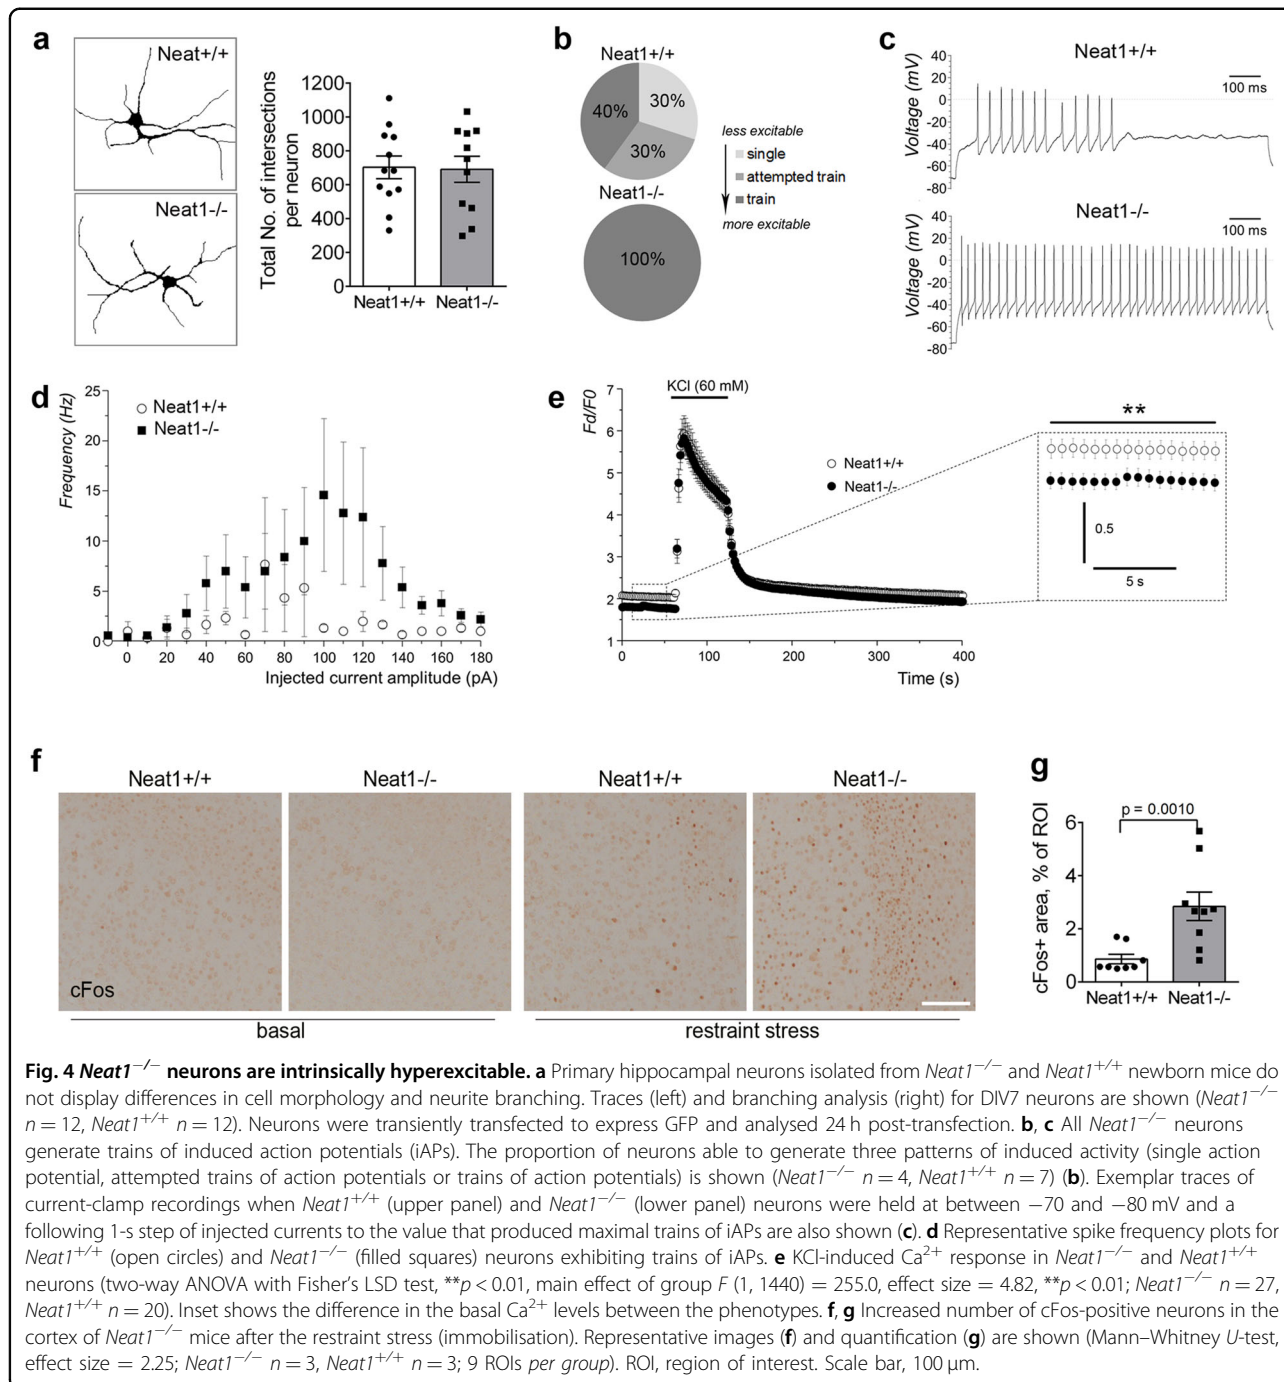 a
Neat+/+
Neat1-/-
Total No. of intersections
per neuron
1200
1000
800
600
400
200
0
Neat1+/+
Neat1-/-
b
Neat1+/+
30%
40%
30%
Neat1-/-
100%
less excitable
single
attempted train
train
more excitable
c
Neat1+/+
Voltage (mV)
40
20
0
-20
-40
-60
-80
100 ms
Neat1-/-
Voltage (mV)
40
20
0
-20
-40
-60
-80
100 ms
d
Frequency (Hz)
25
20
15
10
5
0
Neat1+/+
Neat1-/-
0 20 40 60 80 100 120 140 160 180
Injected current amplitude (pA)
e
Fd/F0
7
6
5
4
3
2
1
KCl (60 mM)
Neat1+/+
Neat1-/-
0 100 200 300 400
Time (s)
**
0.5
5 s
f
Neat1+/+ Neat1-/- Neat1+/+ Neat1-/-
cFos
basal restraint stress
g
p = 0.0010
cFos+ area, % of ROI
6
4
2
0
Neat1+/+ Neat1-/-
Fig. 4 Neat1−/− neurons are intrinsically hyperexcitable. a Primary hippocampal neurons isolated from Neat1−/− and Neat1+/+ newborn mice do
not display differences in cell morphology and neurite branching. Traces (left) and branching analysis (right) for DIV7 neurons are shown (Neat1−/−
n = 12, Neat1+/+ n = 12). Neurons were transiently transfected to express GFP and analysed 24 h post-transfection. b, c All Neat1−/− neurons
generate trains of induced action potentials (iAPs). The proportion of neurons able to generate three patterns of induced activity (single action
potential, attempted trains of action potentials or trains of action potentials) is shown (Neat1−/− n = 4, Neat1+/+ n = 7) (b). Exemplar traces of
current-clamp recordings when Neat1+/+ (upper panel) and Neat1−/− (lower panel) neurons were held at between −70 and −80 mV and a
following 1-s step of injected currents to the value that produced maximal trains of iAPs are also shown (c). d Representative spike frequency plots for
Neat1+/+ (open circles) and Neat1−/− (filled squares) neurons exhibiting trains of iAPs. e KCl-induced Ca2+ response in Neat1−/− and Neat1+/+
neurons (two-way ANOVA with Fisher's LSD test, **p < 0.01, main effect of group F (1, 1440) = 255.0, effect size = 4.82, **p < 0.01; Neat1−/− n = 27,
Neat1+/+ n = 20). Inset shows the difference in the basal Ca2+ levels between the phenotypes. f, g Increased number of cFos-positive neurons in the
cortex of Neat1−/− mice after the restraint stress (immobilisation). Representative images (f) and quantification (g) are shown (Mann–Whitney U-test,
effect size = 2.25; Neat1−/− n = 3, Neat1+/+ n = 3; 9 ROIs per group). ROI, region of interest. Scale bar, 100 µm.